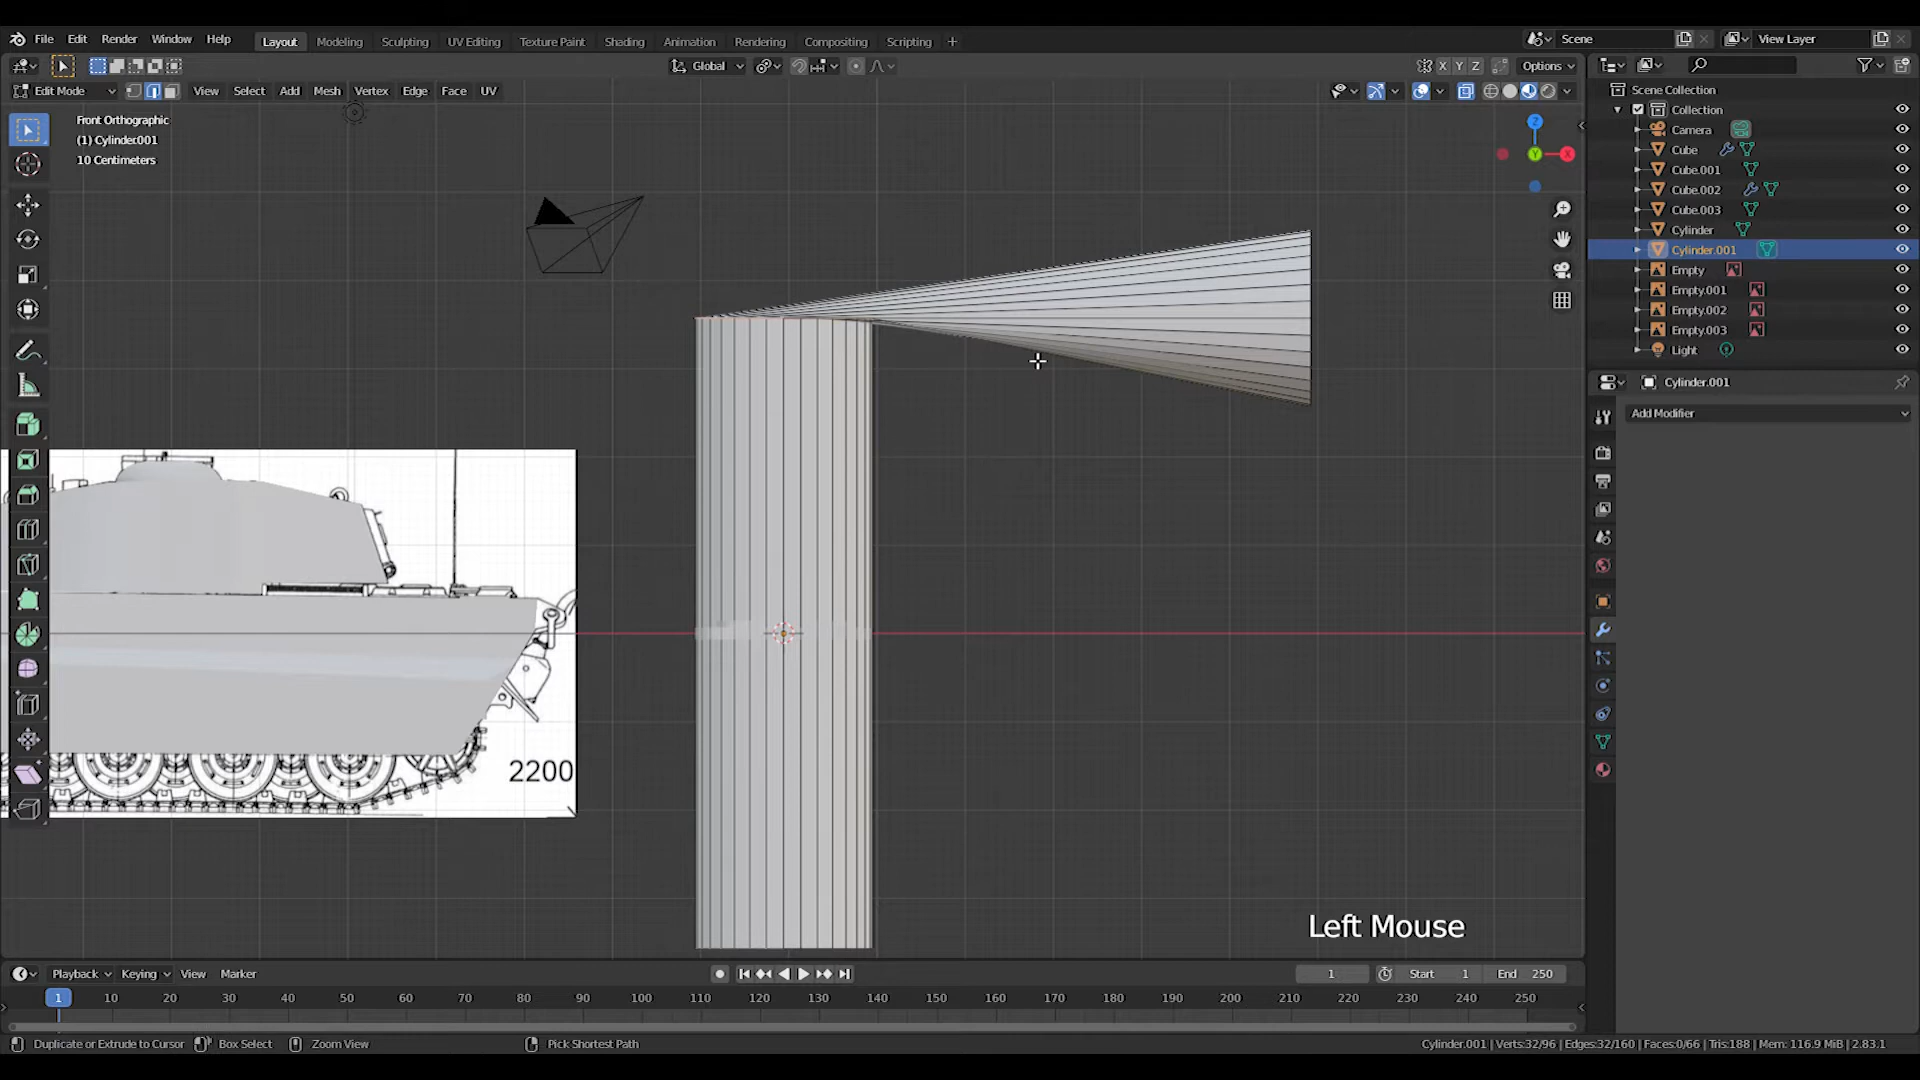 File Edit Render Window Help Layout Modeling Sculpting UV Editing Texture Paint Shading Animation Rendering Compositing Scripting + Scene View Layer
Global X Y Z Options
Edit Mode View Select Add Mesh Vertex Edge Face UV
Front Orthographic
(1) Cylinder.001
10 Centimeters
Z
Y
X
Scene Collection
Collection
Camera
Cube
Cube.001
Cube.002
Cube.003
Cylinder
Cylinder.001
Empty
Empty.001
Empty.002
Empty.003
Light
Cylinder.001
Add Modifier
2200
Left Mouse
Playback Keying View Marker 1 Start 1 End 250
1 10 20 30 40 50 60 70 80 90 100 110 120 130 140 150 160 170 180 190 200 210 220 230 240 250
Duplicate or Extrude to Cursor Box Select Zoom View Pick Shortest Path Cylinder.001 | Verts:32/96 | Edges:32/160 | Faces:0/66 | Tris:188 | Mem: 116.9 MiB | 2.83.1